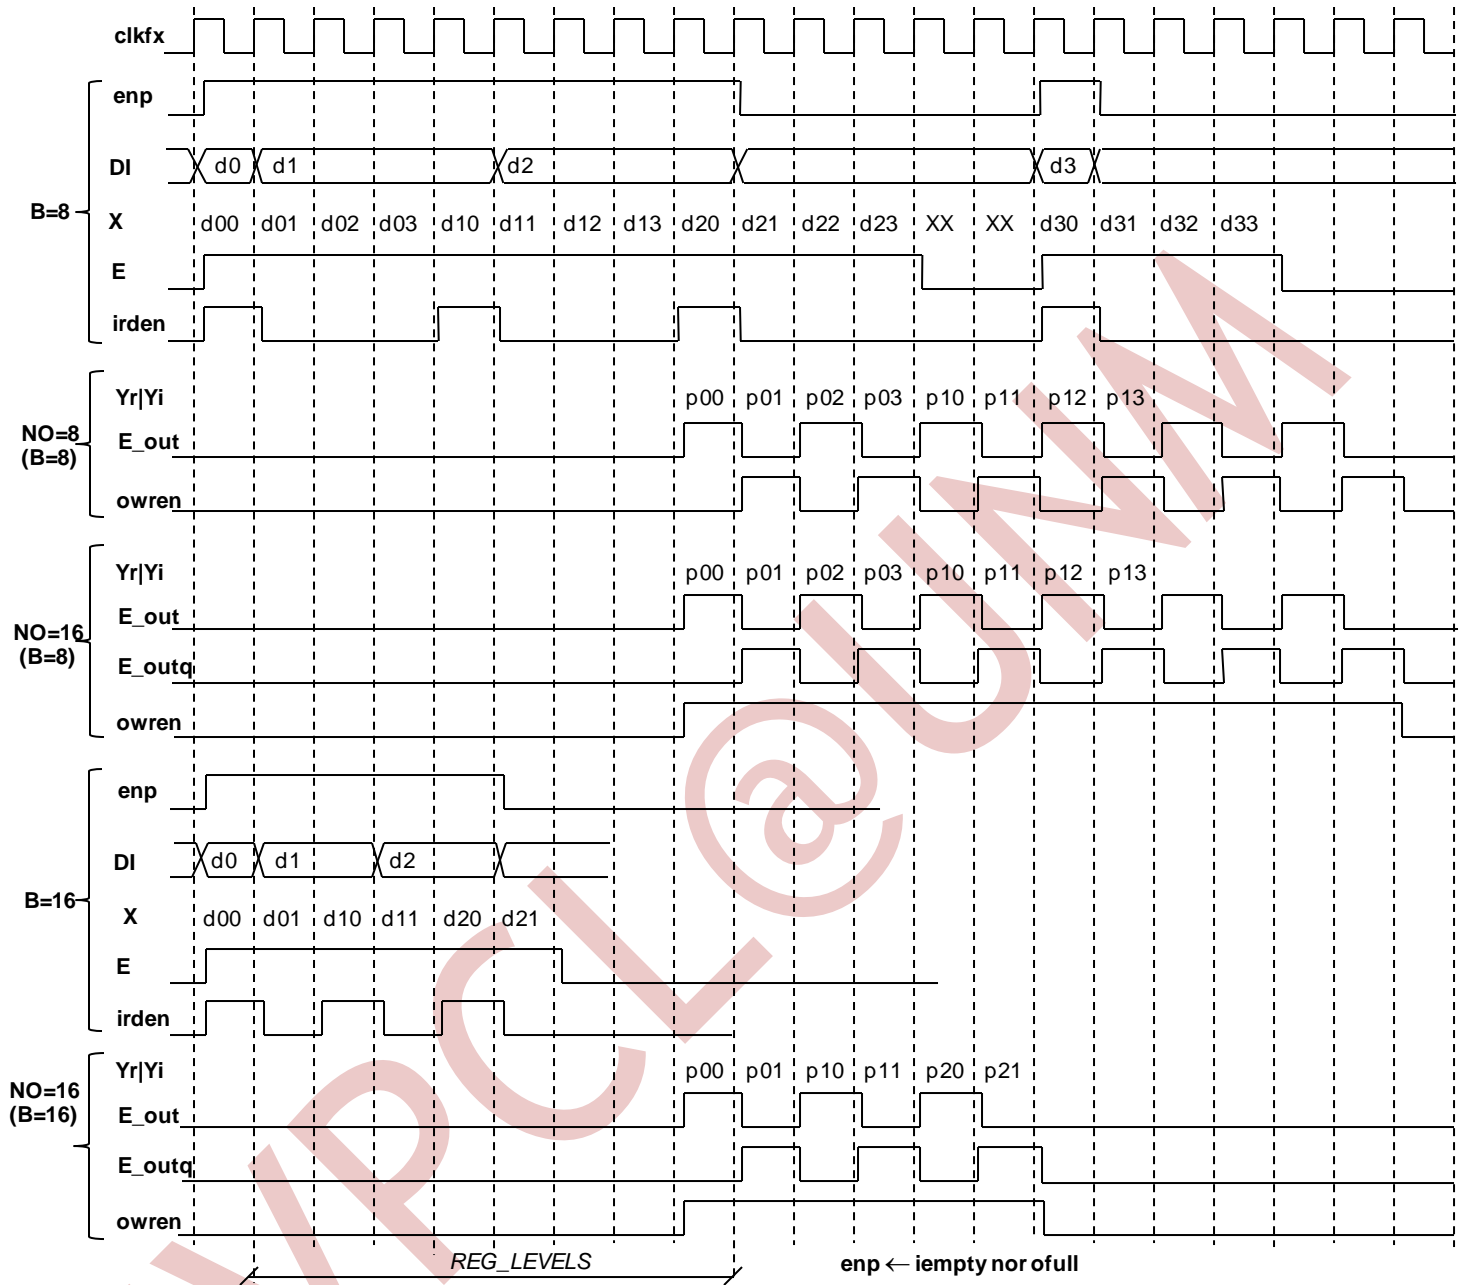 clkfx
enp
DI d0 d1 d2 d3
B=8
X d00 d01 d02 d03 d10 d11 d12 d13 d20 d21 d22 d23 XX XX d30 d31 d32 d33
E
irden
Yr|Yi p00 p01 p02 p03 p10 p11 p12 p13
NO=8
(B=8)
E_out
owren
Yr|Yi p00 p01 p02 p03 p10 p11 p12 p13
E_out
NO=16
(B=8)
E_outq
owren
enp
DI d0 d1 d2
B=16
X d00 d01 d10 d11 d20 d21
E
irden
Yr|Yi p00 p01 p10 p11 p20 p21
NO=16
(B=16)
E_out
E_outq
owren
REG_LEVELS
enp ← iempty nor ofull
VPCL@UNM